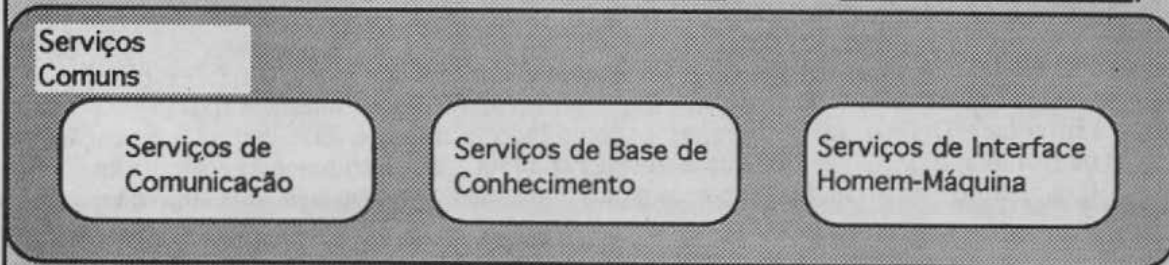 Serviços
Comuns
Serviços de
Comunicação
Serviços de Base de
Conhecimento
Serviços de Interface
Homem-Máquina